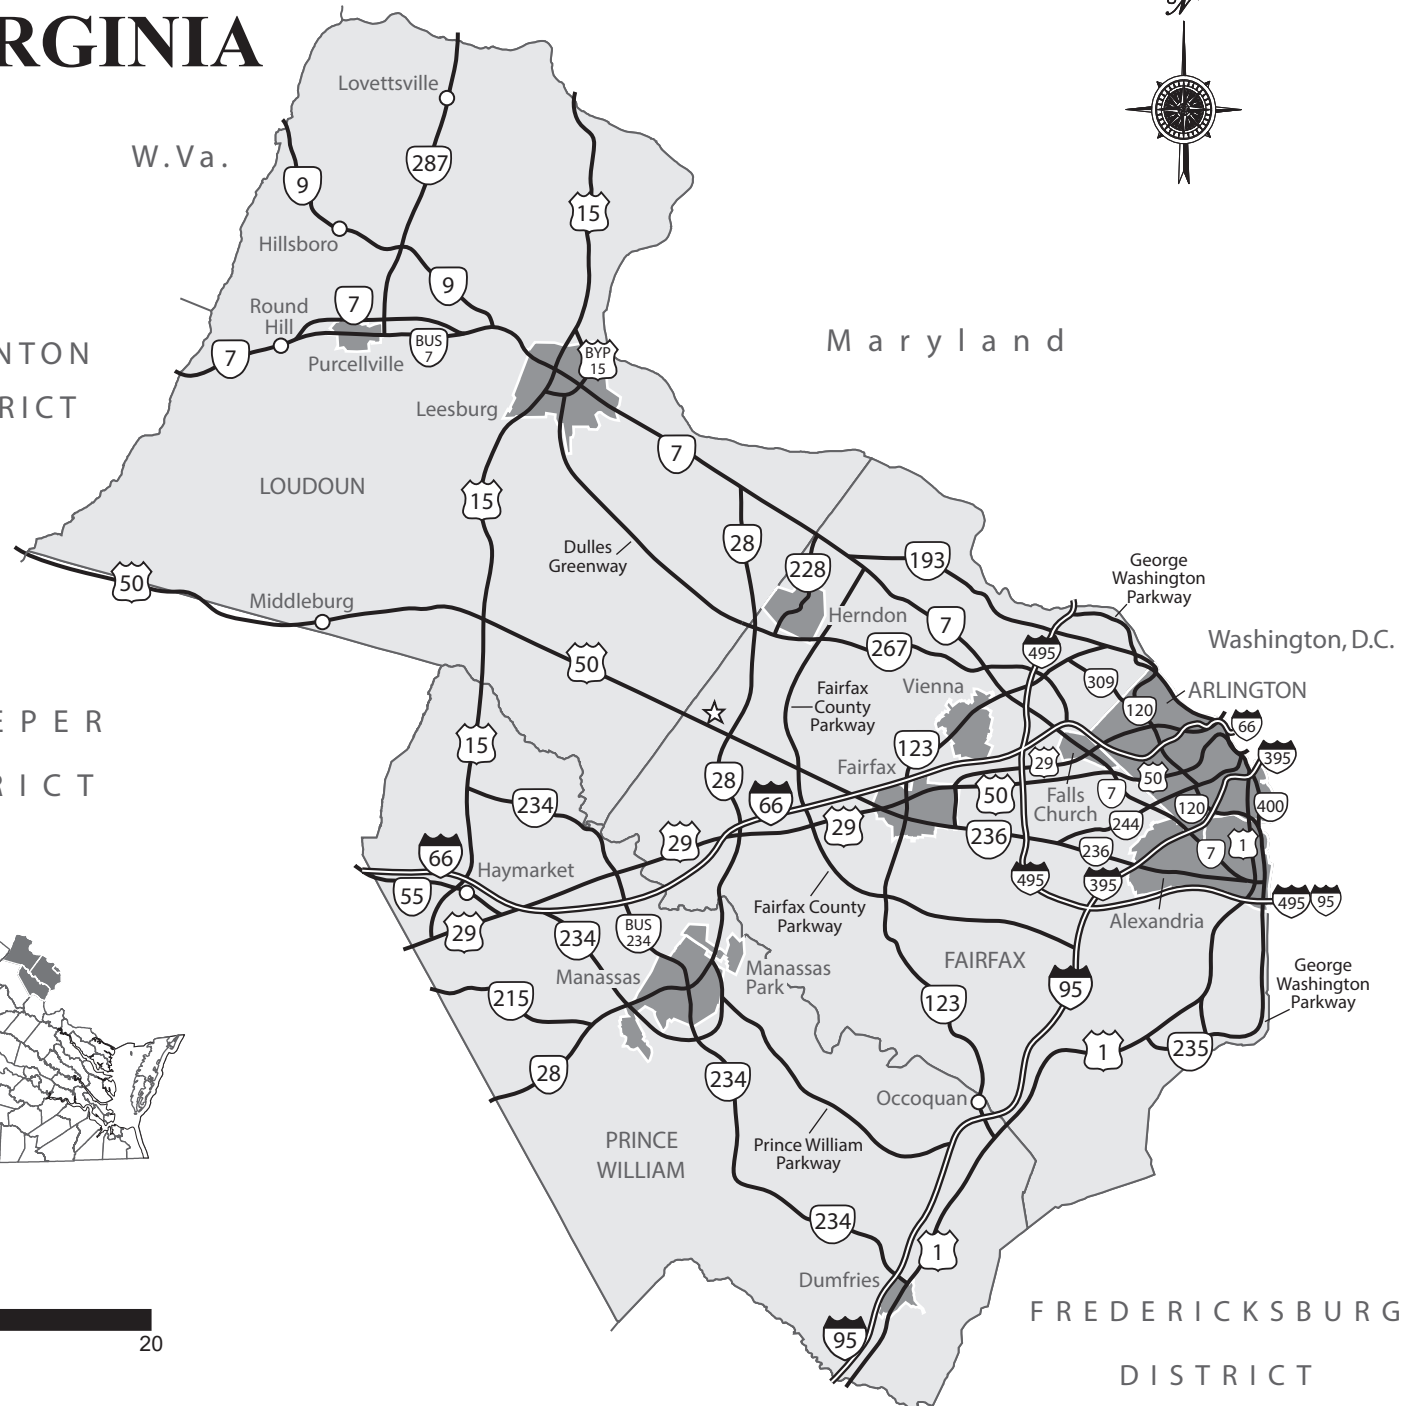 RGINIA
N
Lovettsville
W.Va.
287
9
15
Hillsboro
9
Round
Hill
7
7
BUS
7
Purcellville
BYP
15
Maryland
NTON
RICT
Leesburg
7
LOUDOUN
15
28
Dulles
Greenway
228
193
George
Washington
Parkway
50
Middleburg
Herndon
7
Washington, D.C.
495
267
50
309
Vienna
ARLINGTON
Fairfax
County
Parkway
120
EPER
RICT
15
66
123
395
29
Fairfax
28
50
66
50
Falls
Church
7
120
400
234
29
29
244
236
236
1
7
66
Haymarket
55
495
395
495
95
Fairfax County
Parkway
Alexandria
29
234
BUS
234
FAIRFAX
Manassas
Manassas
Park
George
Washington
Parkway
95
215
123
1
235
28
234
Occoquan
PRINCE
WILLIAM
Prince William
Parkway
234
1
Dumfries
95
20
FREDERICKSBURG
DISTRICT